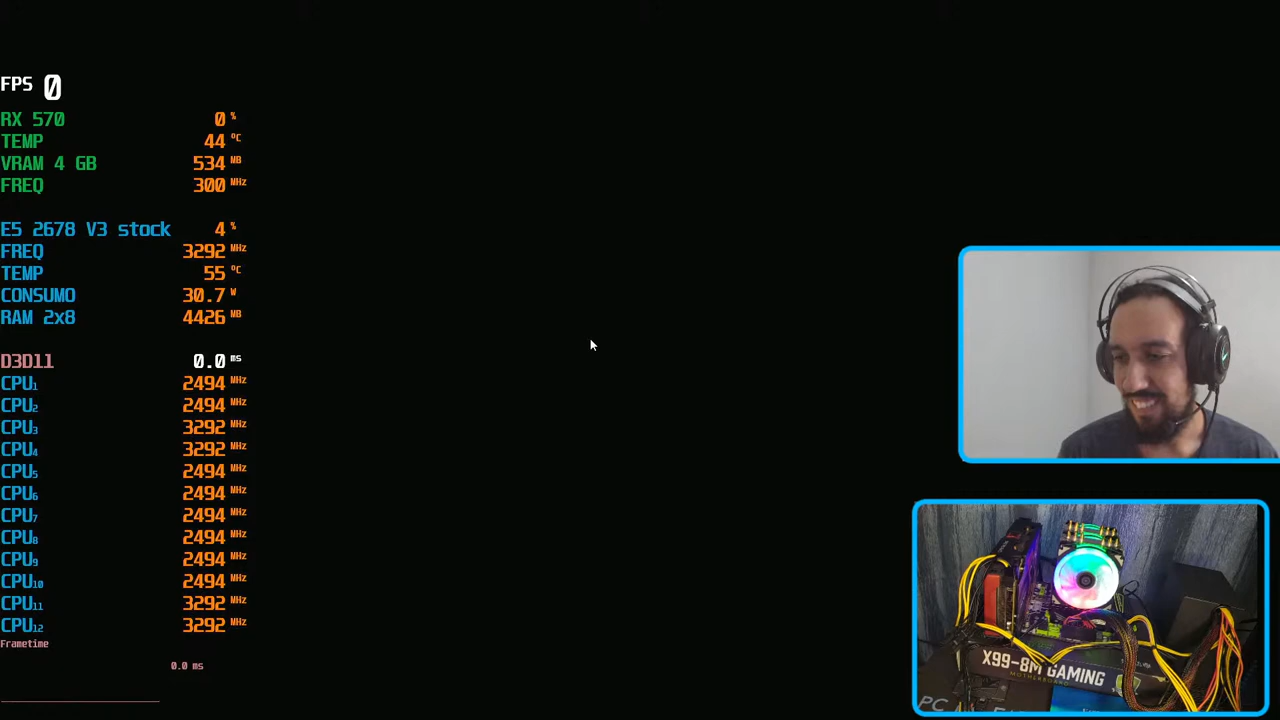 FPS 0
RX 570 0 %
TEMP 44 °C
VRAM 4 GB 534 MB
FREQ 300 MHz
E5 2678 V3 stock 4 %
FREQ 3292 MHz
TEMP 55 °C
CONSUMO 30.7 W
RAM 2x8 4426 MB
D3D11 0.0 ms
CPU1 2494 MHz
CPU2 2494 MHz
CPU3 3292 MHz
CPU4 3292 MHz
CPU5 2494 MHz
CPU6 2494 MHz
CPU7 2494 MHz
CPU8 2494 MHz
CPU9 2494 MHz
CPU10 2494 MHz
CPU11 3292 MHz
CPU12 3292 MHz
Frametime
0.0 ms
X99-8M GAMING
MOTHERBOARD
PC